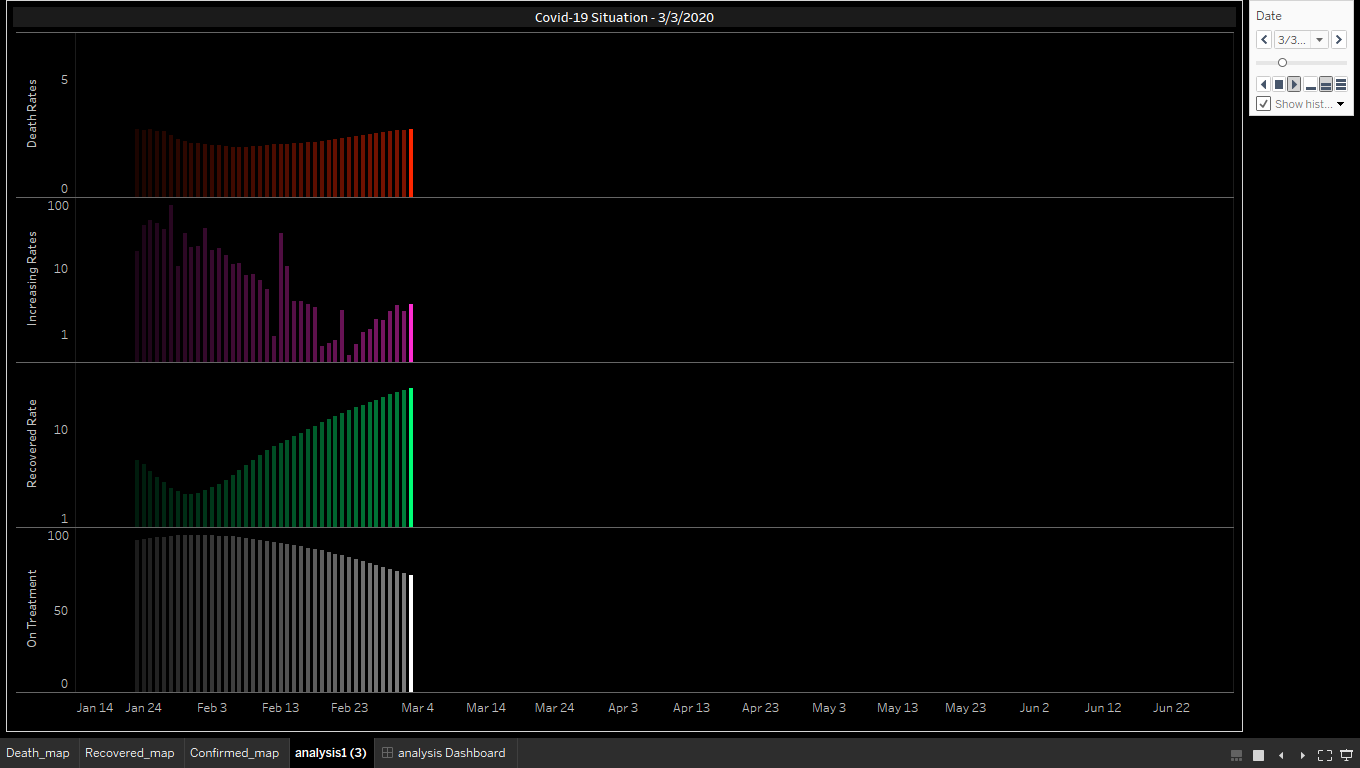 Covid-19 Situation - 3/3/2020
Date
3/3...
Show hist...
Death Rates
5
0
Increasing Rates
100
10
1
Recovered Rate
10
1
On Treatment
100
50
0
Jan 14 Jan 24 Feb 3 Feb 13 Feb 23 Mar 4 Mar 14 Mar 24 Apr 3 Apr 13 Apr 23 May 3 May 13 May 23 Jun 2 Jun 12 Jun 22
Death_map Recovered_map Confirmed_map analysis1 (3) analysis Dashboard